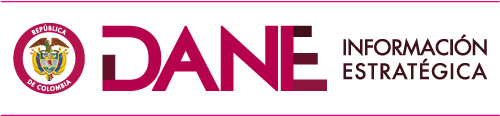 REPÚBLICA
DE COLOMBIA
DANE
INFORMACIÓN
ESTRATÉGICA